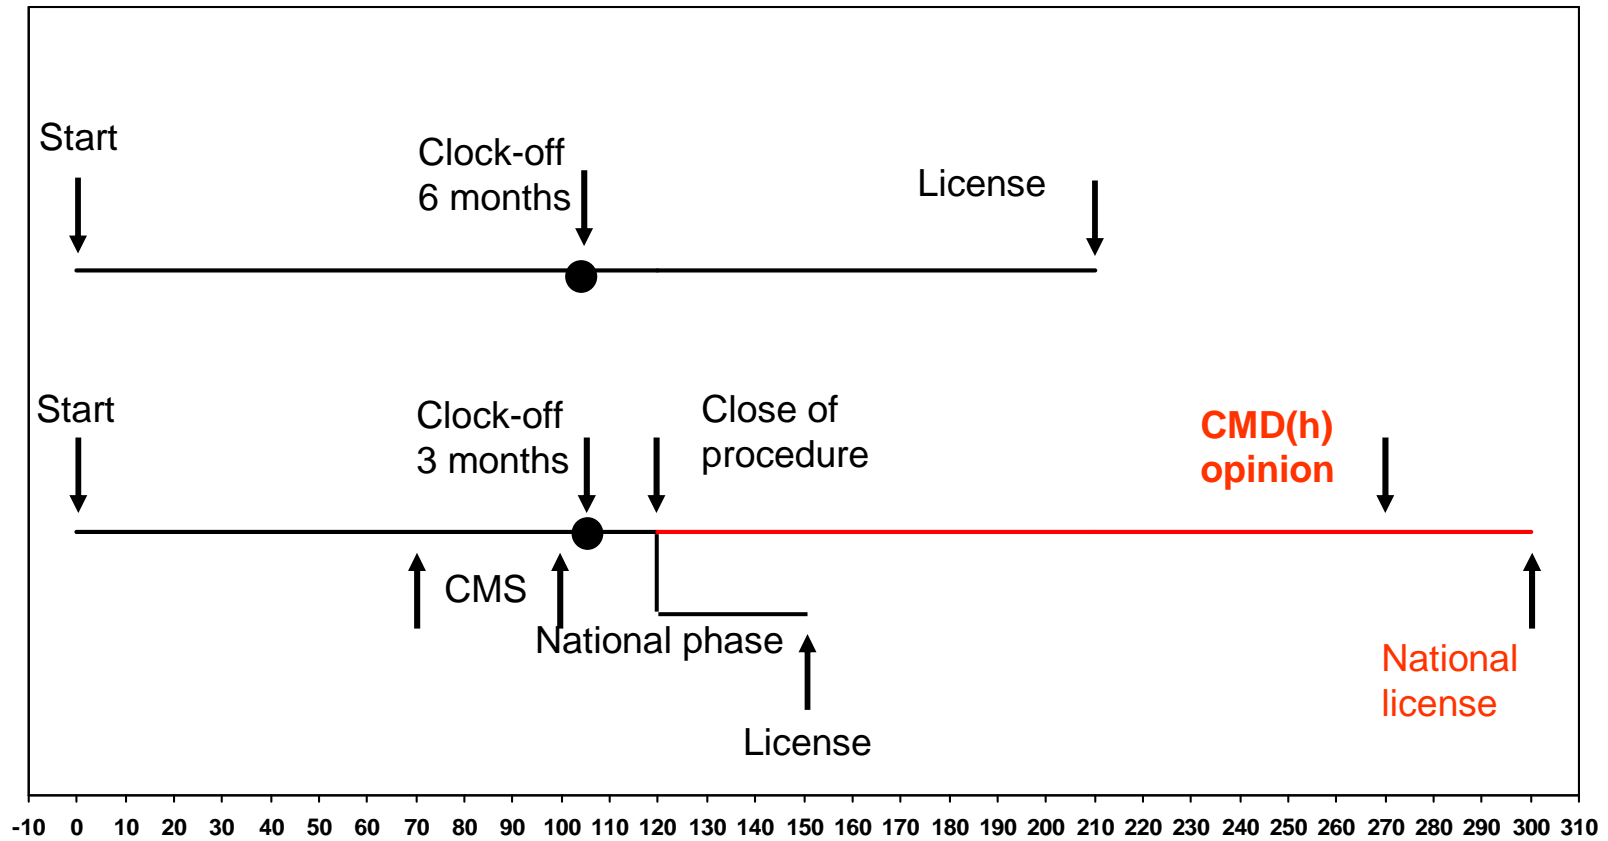 Start
Clock-off
6 months
License
Start
Clock-off
3 months
Close of
procedure
CMD(h)
opinion
CMS
National phase
License
National
license
-10 0 10 20 30 40 50 60 70 80 90 100 110 120 130 140 150 160 170 180 190 200 210 220 230 240 250 260 270 280 290 300 310